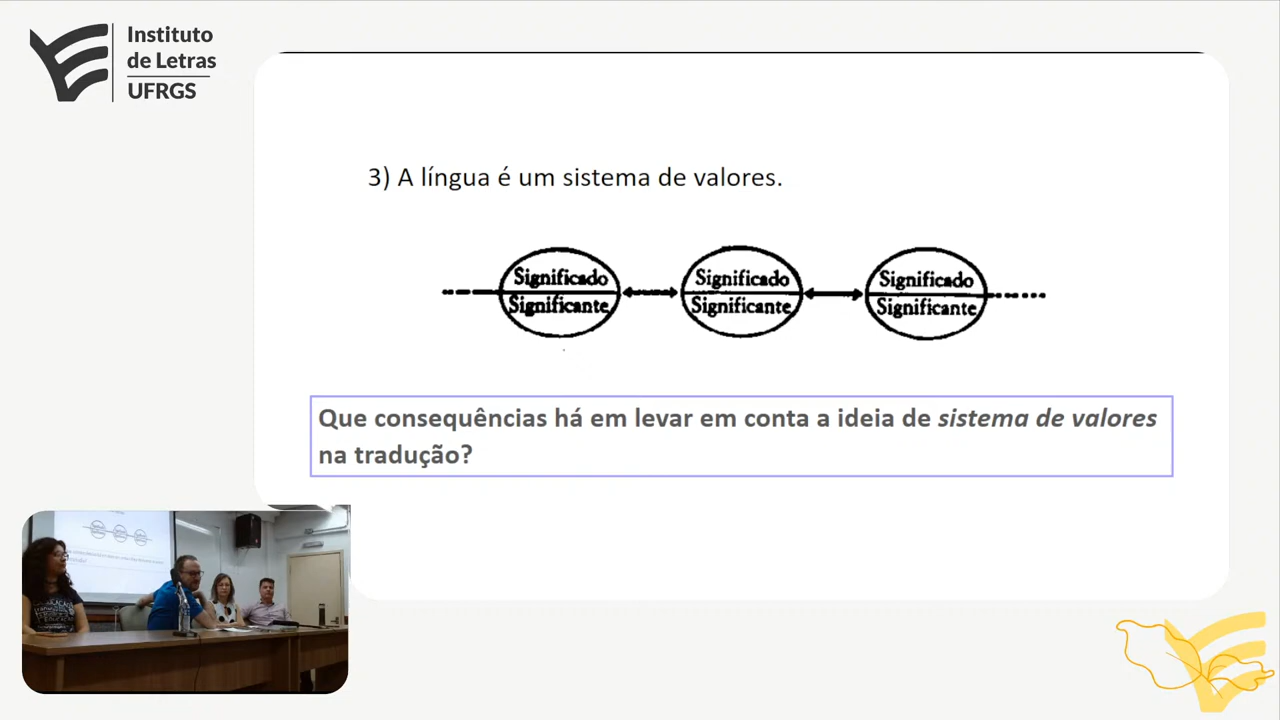 Instituto
de Letras
UFRGS
3) A língua é um sistema de valores.
Significado Significado Significado
Significante Significante Significante
Que consequências há em levar em conta a ideia de sistema de valores
na tradução?